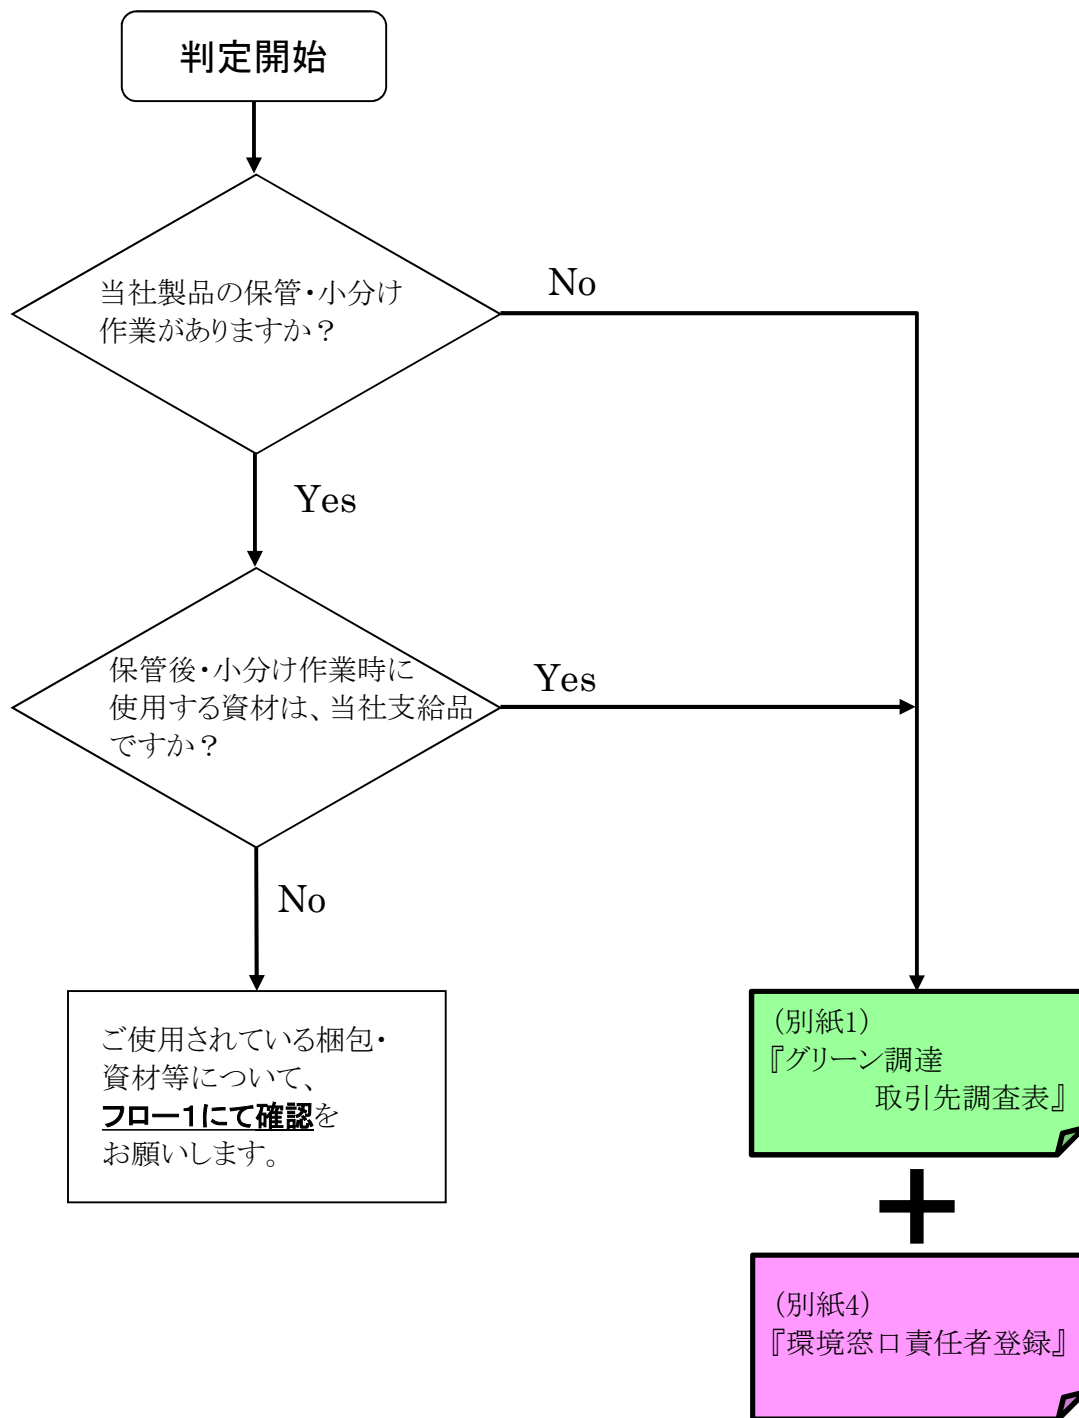 判定開始
当社製品の保管・小分け
作業がありますか？
No
Yes
保管後・小分け作業時に
使用する資材は、当社支給品
ですか？
Yes
No
ご使用されている梱包・
資材等について、
フロー1にて確認を
お願いします。
（別紙1）
『グリーン調達
取引先調査表』
＋
（別紙4）
『環境窓口責任者登録』